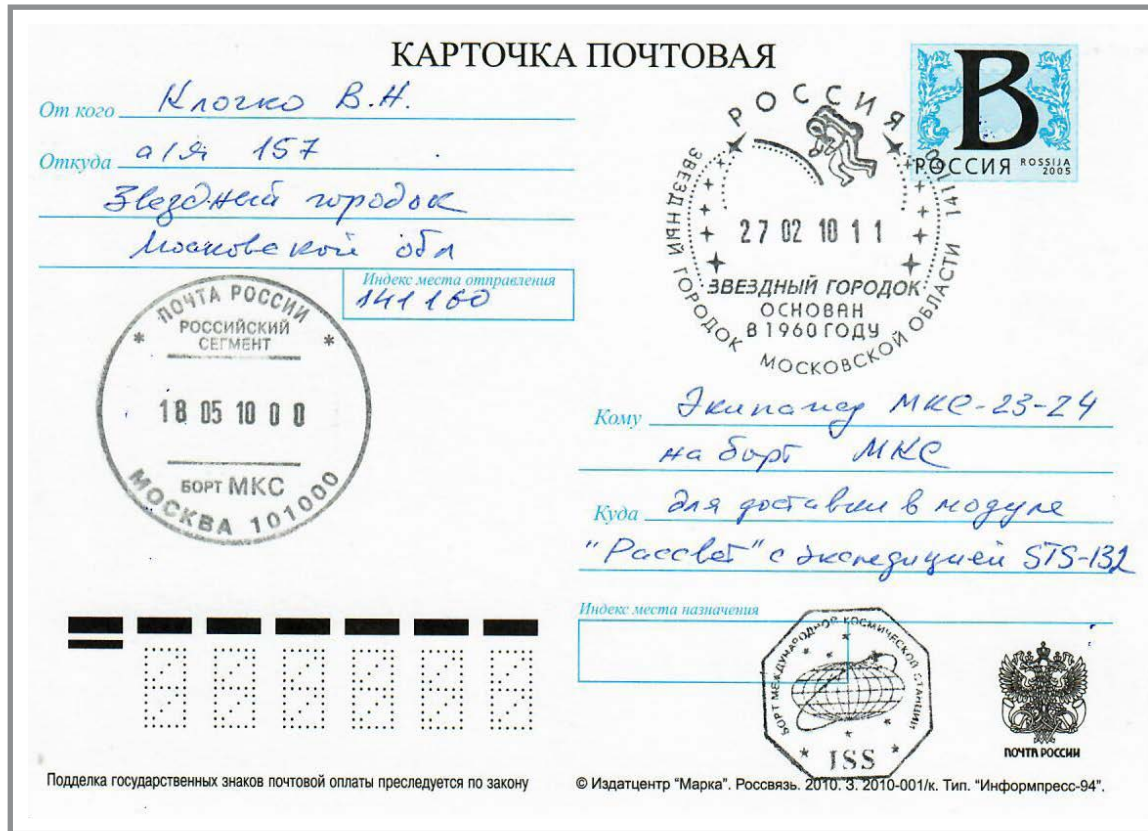 КАРТОЧКА ПОЧТОВАЯ
От кого Клочко В.Н.
Откуда а/я 157
Звездный городок
Московской обл
Индекс места отправления
141160
ПОЧТА РОССИИ
РОССИЙСКИЙ
СЕГМЕНТ
18 05 10 0 0
БОРТ МКС
МОСКВА 101000
В
РОССИЯ ROSSIJA
2005
РОССИЯ
ЗВЕЗДНЫЙ ГОРОДОК МОСКОВСКОЙ ОБЛАСТИ 141160
27 02 10 1 1
ЗВЕЗДНЫЙ ГОРОДОК
ОСНОВАН
В 1960 ГОДУ
Кому Экипажу МКС-23-24
на борт МКС
Куда для доставки в модуле
"Рассвет" с экспедицией STS-132
Индекс места назначения
БОРТ МЕЖДУНАРОДНОЙ КОСМИЧЕСКОЙ СТАНЦИИ
ISS
ПОЧТА РОССИИ
Подделка государственных знаков почтовой оплаты преследуется по закону
© Издатцентр "Марка". Россвязь. 2010. З. 2010-001/к. Тип. "Информпресс-94".